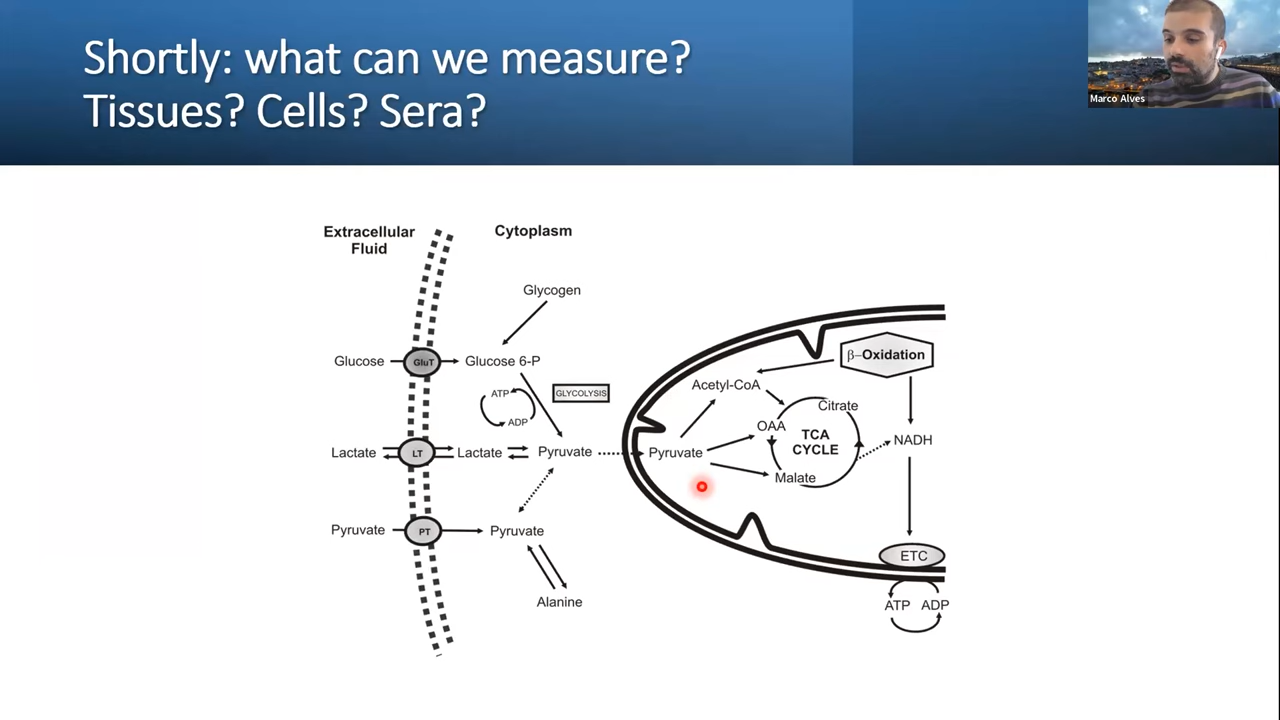 Shortly: what can we measure?
Tissues? Cells? Sera?
Marco Alves
Extracellular
Fluid
Cytoplasm
Glycogen
Glucose
GluT
Glucose 6-P
ATP
ADP
GLYCOLYSIS
Lactate
LT
Lactate
Pyruvate
Pyruvate
PT
Pyruvate
Alanine
β–Oxidation
Acetyl-CoA
Citrate
OAA
TCA
CYCLE
NADH
Pyruvate
Malate
ETC
ATP
ADP